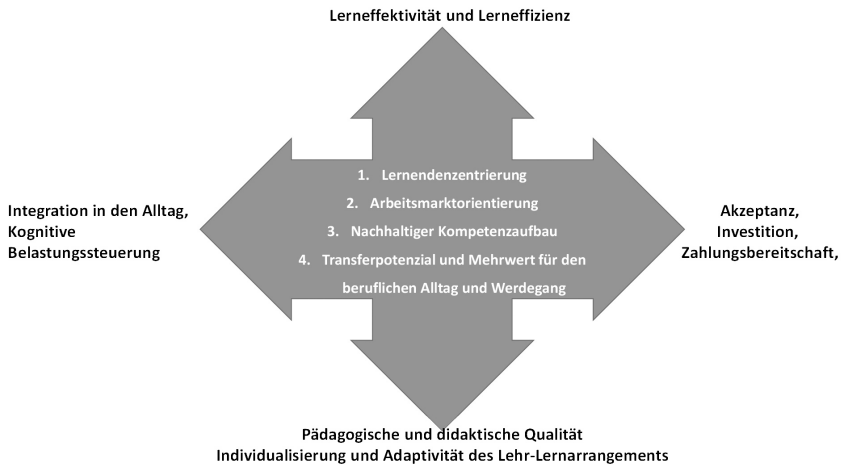 Lerneffektivität und Lerneffizienz
1. Lernendenzentrierung
2. Arbeitsmarktorientierung
3. Nachhaltiger Kompetenzaufbau
4. Transferpotenzial und Mehrwert für den
beruflichen Alltag und Werdegang
Integration in den Alltag,
Kognitive
Belastungssteuerung
Akzeptanz,
Investition,
Zahlungsbereitschaft,
Pädagogische und didaktische Qualität
Individualisierung und Adaptivität des Lehr-Lernarrangements